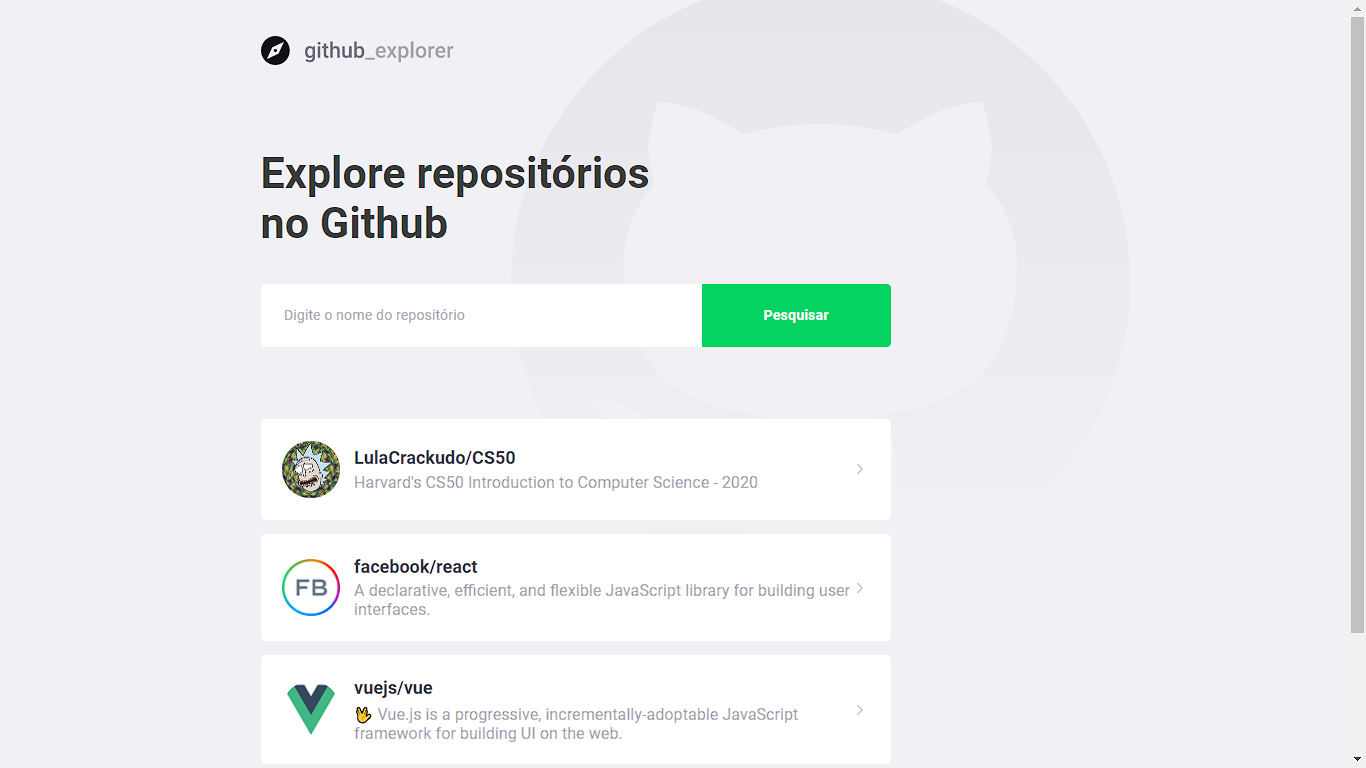 github_explorer
Explore repositórios
no Github
Digite o nome do repositório
Pesquisar
LulaCrackudo/CS50
Harvard's CS50 Introduction to Computer Science - 2020
FB
facebook/react
A declarative, efficient, and flexible JavaScript library for building user
interfaces.
vuejs/vue
🖖 Vue.js is a progressive, incrementally-adoptable JavaScript
framework for building UI on the web.